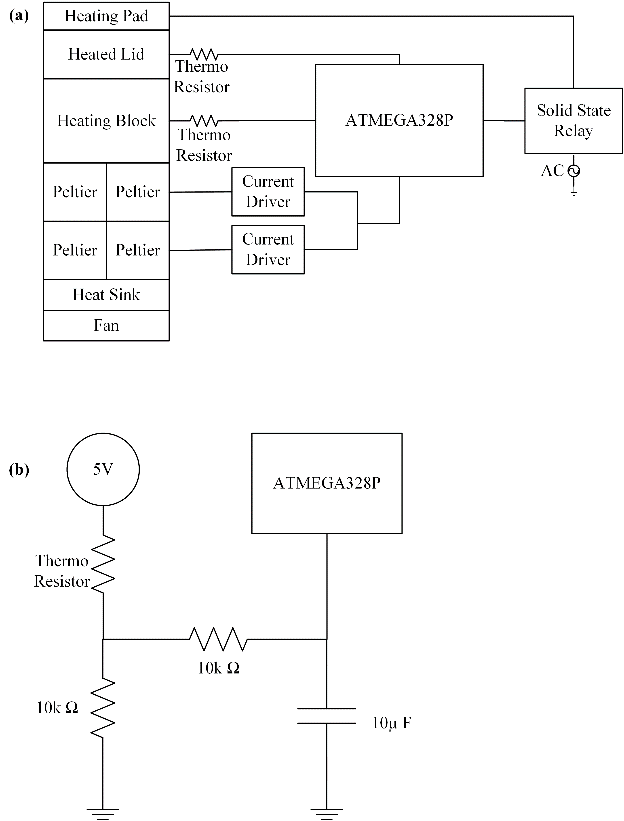 (a)
Heating Pad
Heated Lid
Thermo
Resistor
Heating Block
Thermo
Resistor
ATMEGA328P
Solid State
Relay
AC
Peltier Peltier
Current
Driver
Peltier Peltier
Current
Driver
Heat Sink
Fan
(b)
5V
ATMEGA328P
Thermo
Resistor
10k Ω
10k Ω
10μ F